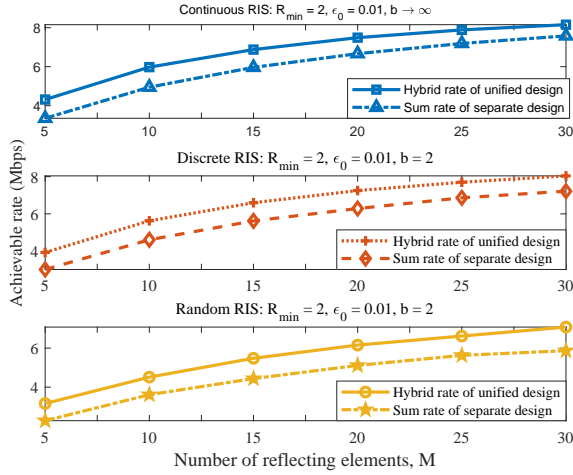 Continuous RIS: R_min = 2, ϵ_0 = 0.01, b → ∞
8
6
4
Hybrid rate of unified design
Sum rate of separate design
5 10 15 20 25 30
Discrete RIS: R_min = 2, ϵ_0 = 0.01, b = 2
Achievable rate (Mbps)
8
6
4
Hybrid rate of unified design
Sum rate of separate design
5 10 15 20 25 30
Random RIS: R_min = 2, ϵ_0 = 0.01, b = 2
6
4
Hybrid rate of unified design
Sum rate of separate design
5 10 15 20 25 30
Number of reflecting elements, M